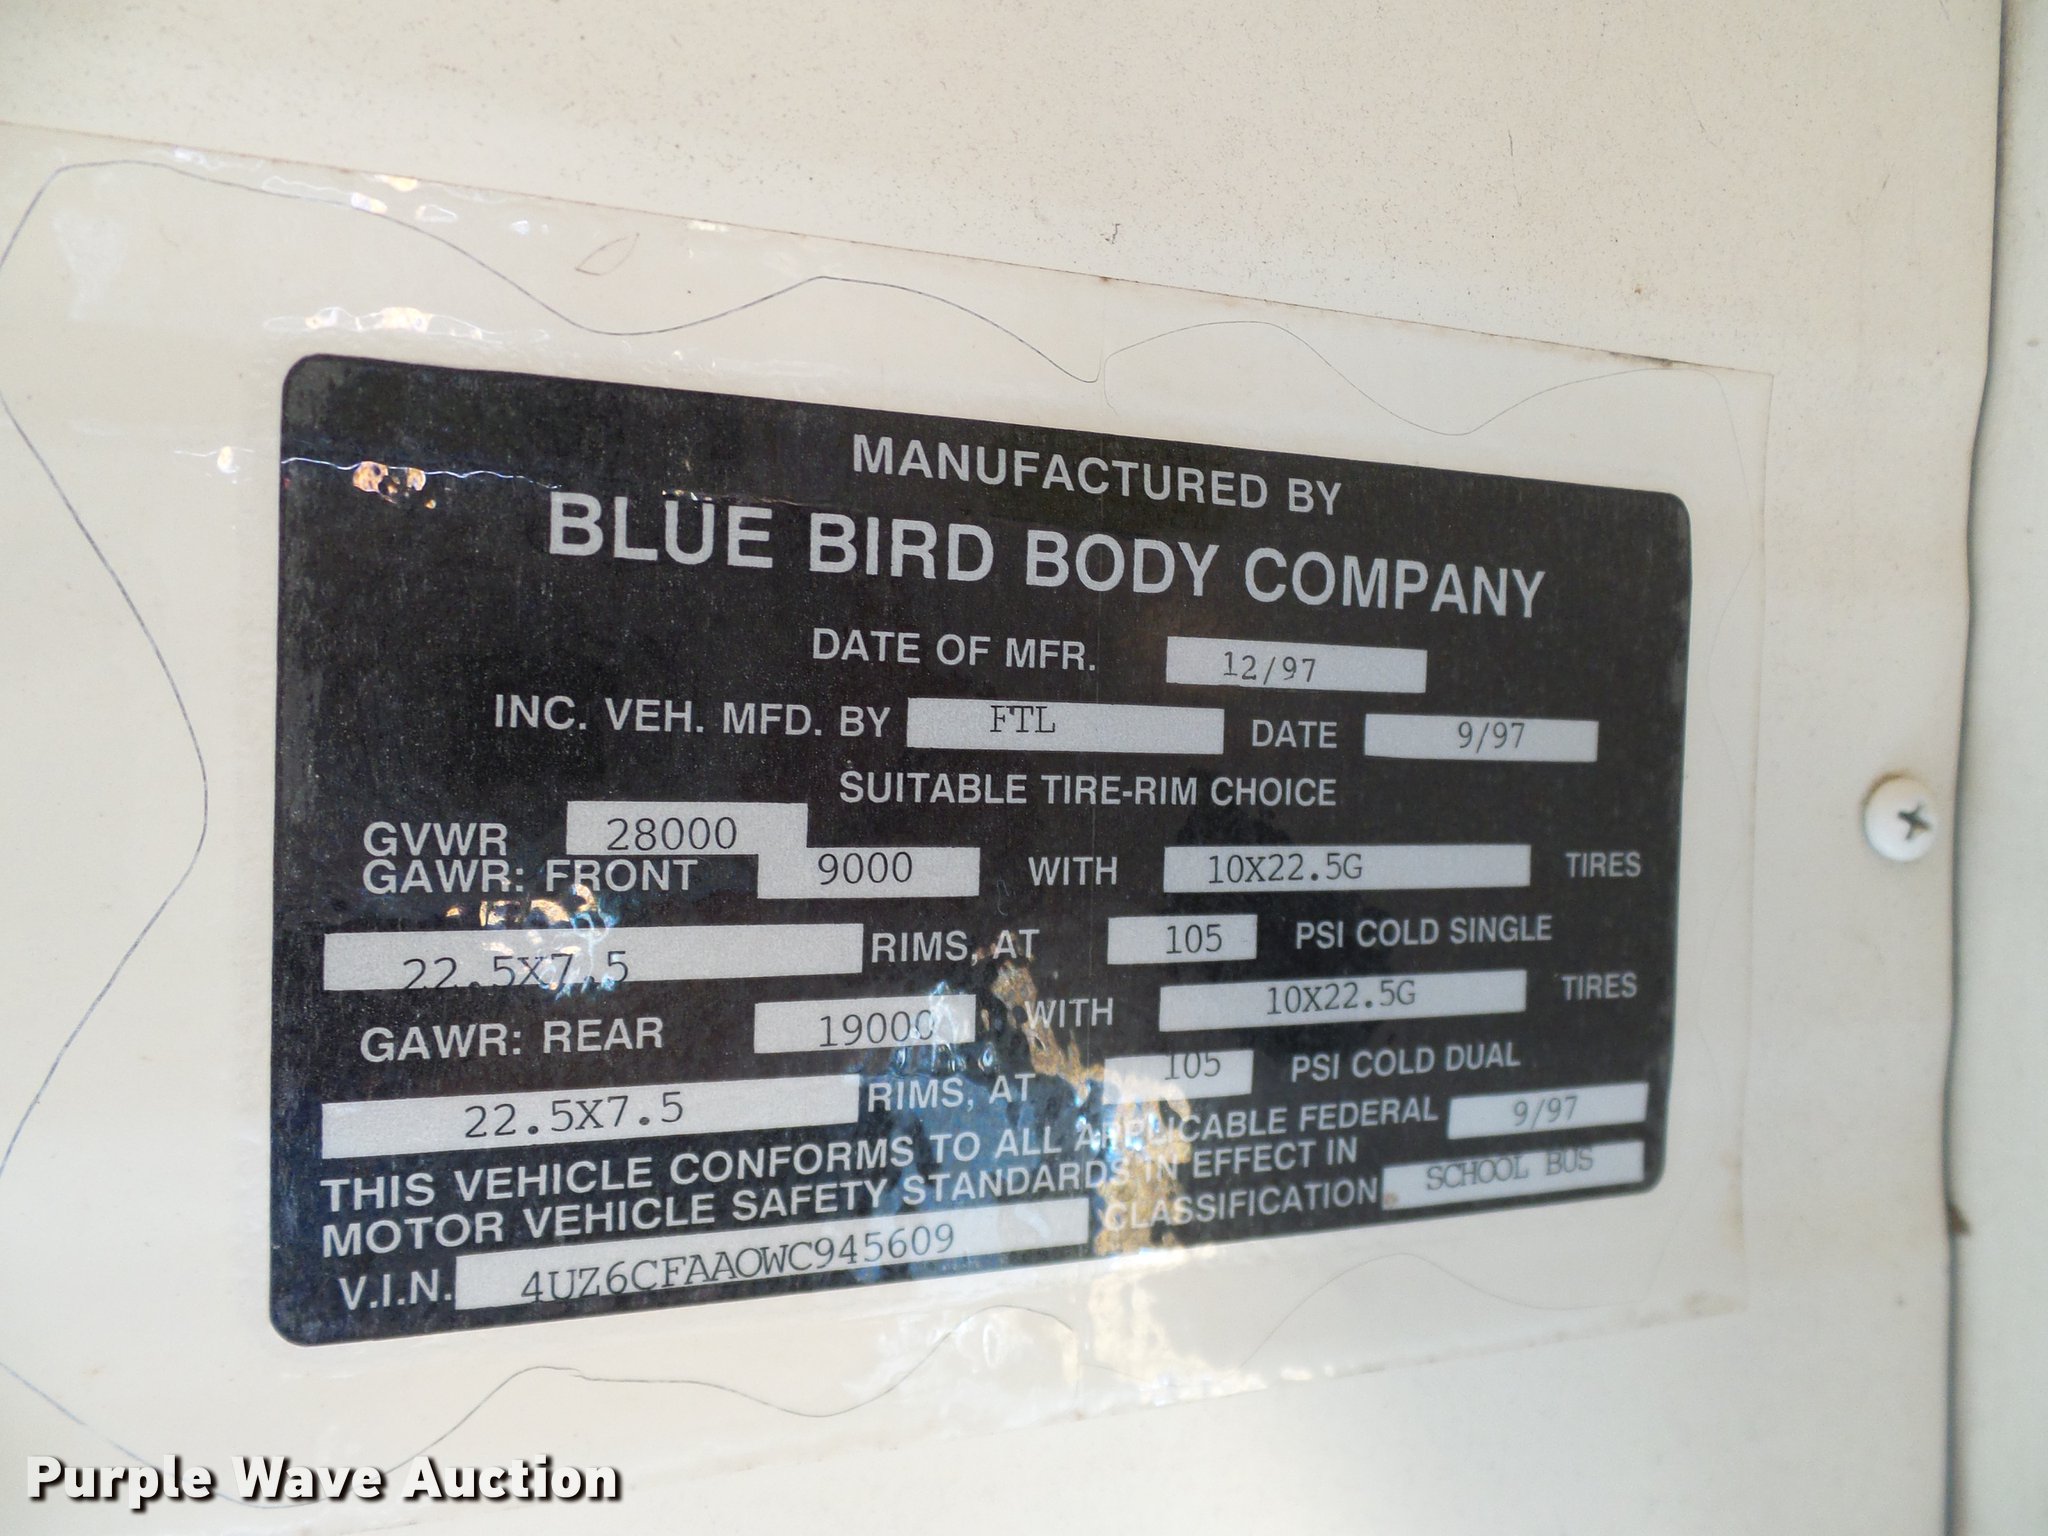 MANUFACTURED BY
BLUE BIRD BODY COMPANY
DATE OF MFR. 12/97
INC. VEH. MFD. BY FTL DATE 9/97
SUITABLE TIRE-RIM CHOICE
GVWR 28000
GAWR: FRONT 9000 WITH 10X22.5G TIRES
22.5X7.5 RIMS, AT 105 PSI COLD SINGLE
GAWR: REAR 19000 WITH 10X22.5G TIRES
22.5X7.5 RIMS, AT 105 PSI COLD DUAL
THIS VEHICLE CONFORMS TO ALL APPLICABLE FEDERAL
MOTOR VEHICLE SAFETY STANDARDS IN EFFECT IN 9/97
V.I.N. 4UZ6CFAAOWC945609 CLASSIFICATION SCHOOL BUS
Purple Wave Auction